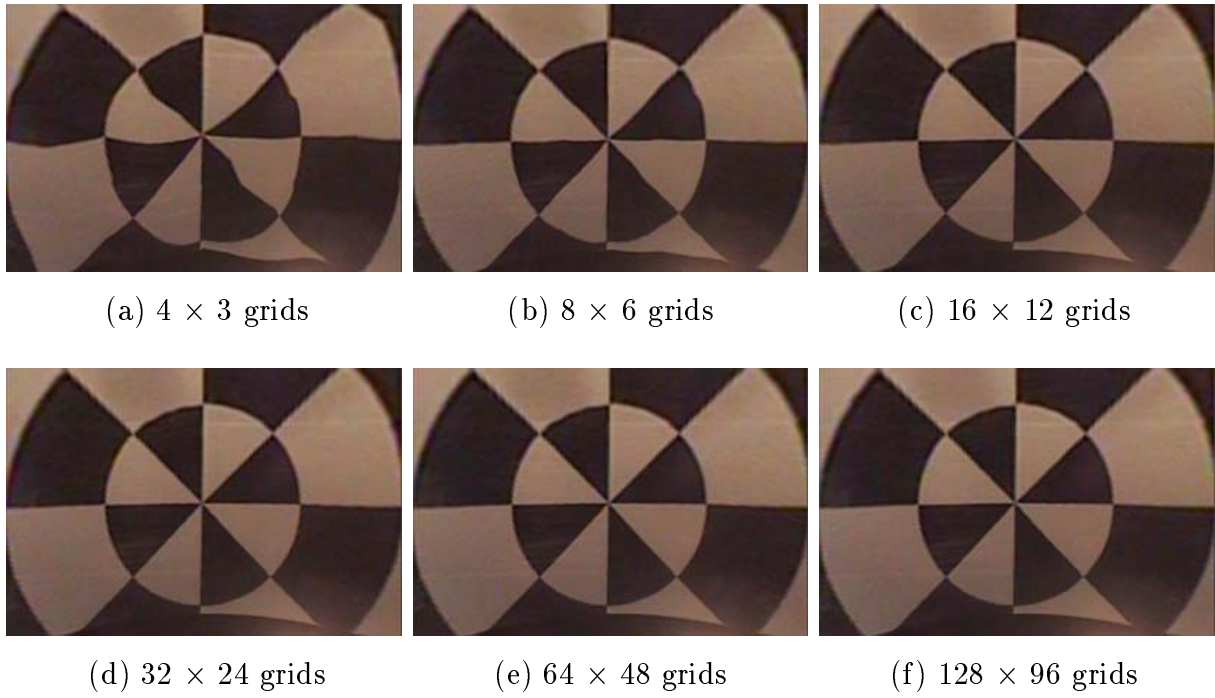 (a) 4 × 3 grids
(b) 8 × 6 grids
(c) 16 × 12 grids
(d) 32 × 24 grids
(e) 64 × 48 grids
(f) 128 × 96 grids